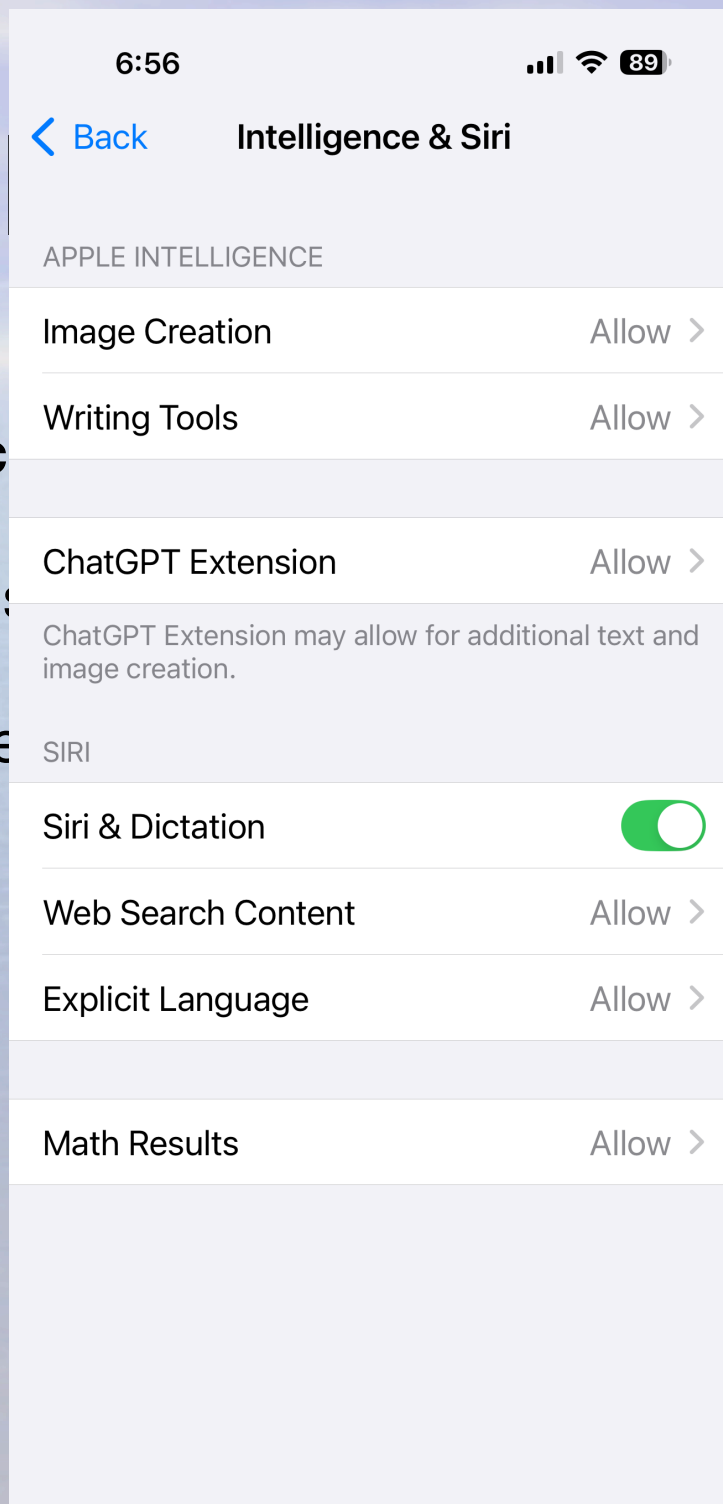 6:56
89
Back
Intelligence & Siri
APPLE INTELLIGENCE
Image Creation Allow
Writing Tools Allow
ChatGPT Extension Allow
ChatGPT Extension may allow for additional text and
image creation.
SIRI
Siri & Dictation
Web Search Content Allow
Explicit Language Allow
Math Results Allow